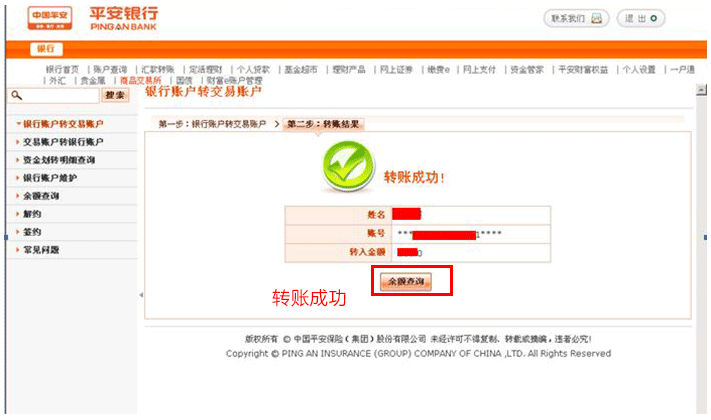 中国平安
平安银行
PING AN BANK
联系我们
退 出
银行
银行首页 | 账户查询 | 汇款转账 | 定活理财 | 个人贷款 | 基金超市 | 理财产品 | 网上证券 | 缴费e | 网上支付 | 资金管家 | 平安财富权益 | 个人设置 | 一户通
| 外汇 | 贵金属 | 商品交易所 | 国债 | 财富e账户管理
搜索
银行账户转交易账户
银行账户转交易账户
交易账户转银行账户
资金划转明细查询
银行账户维护
余额查询
解约
签约
常见问题
第一步：银行账户转交易账户 > 第二步：转账结果
转账成功！
姓名
账号 *** 1****
转入金额
余额查询
转账成功
版权所有 © 中国平安保险（集团）股份有限公司 未经许可不得复制、转载或摘编，违者必究！
Copyright © PING AN INSURANCE (GROUP) COMPANY OF CHINA ,LTD. All Rights Reserved